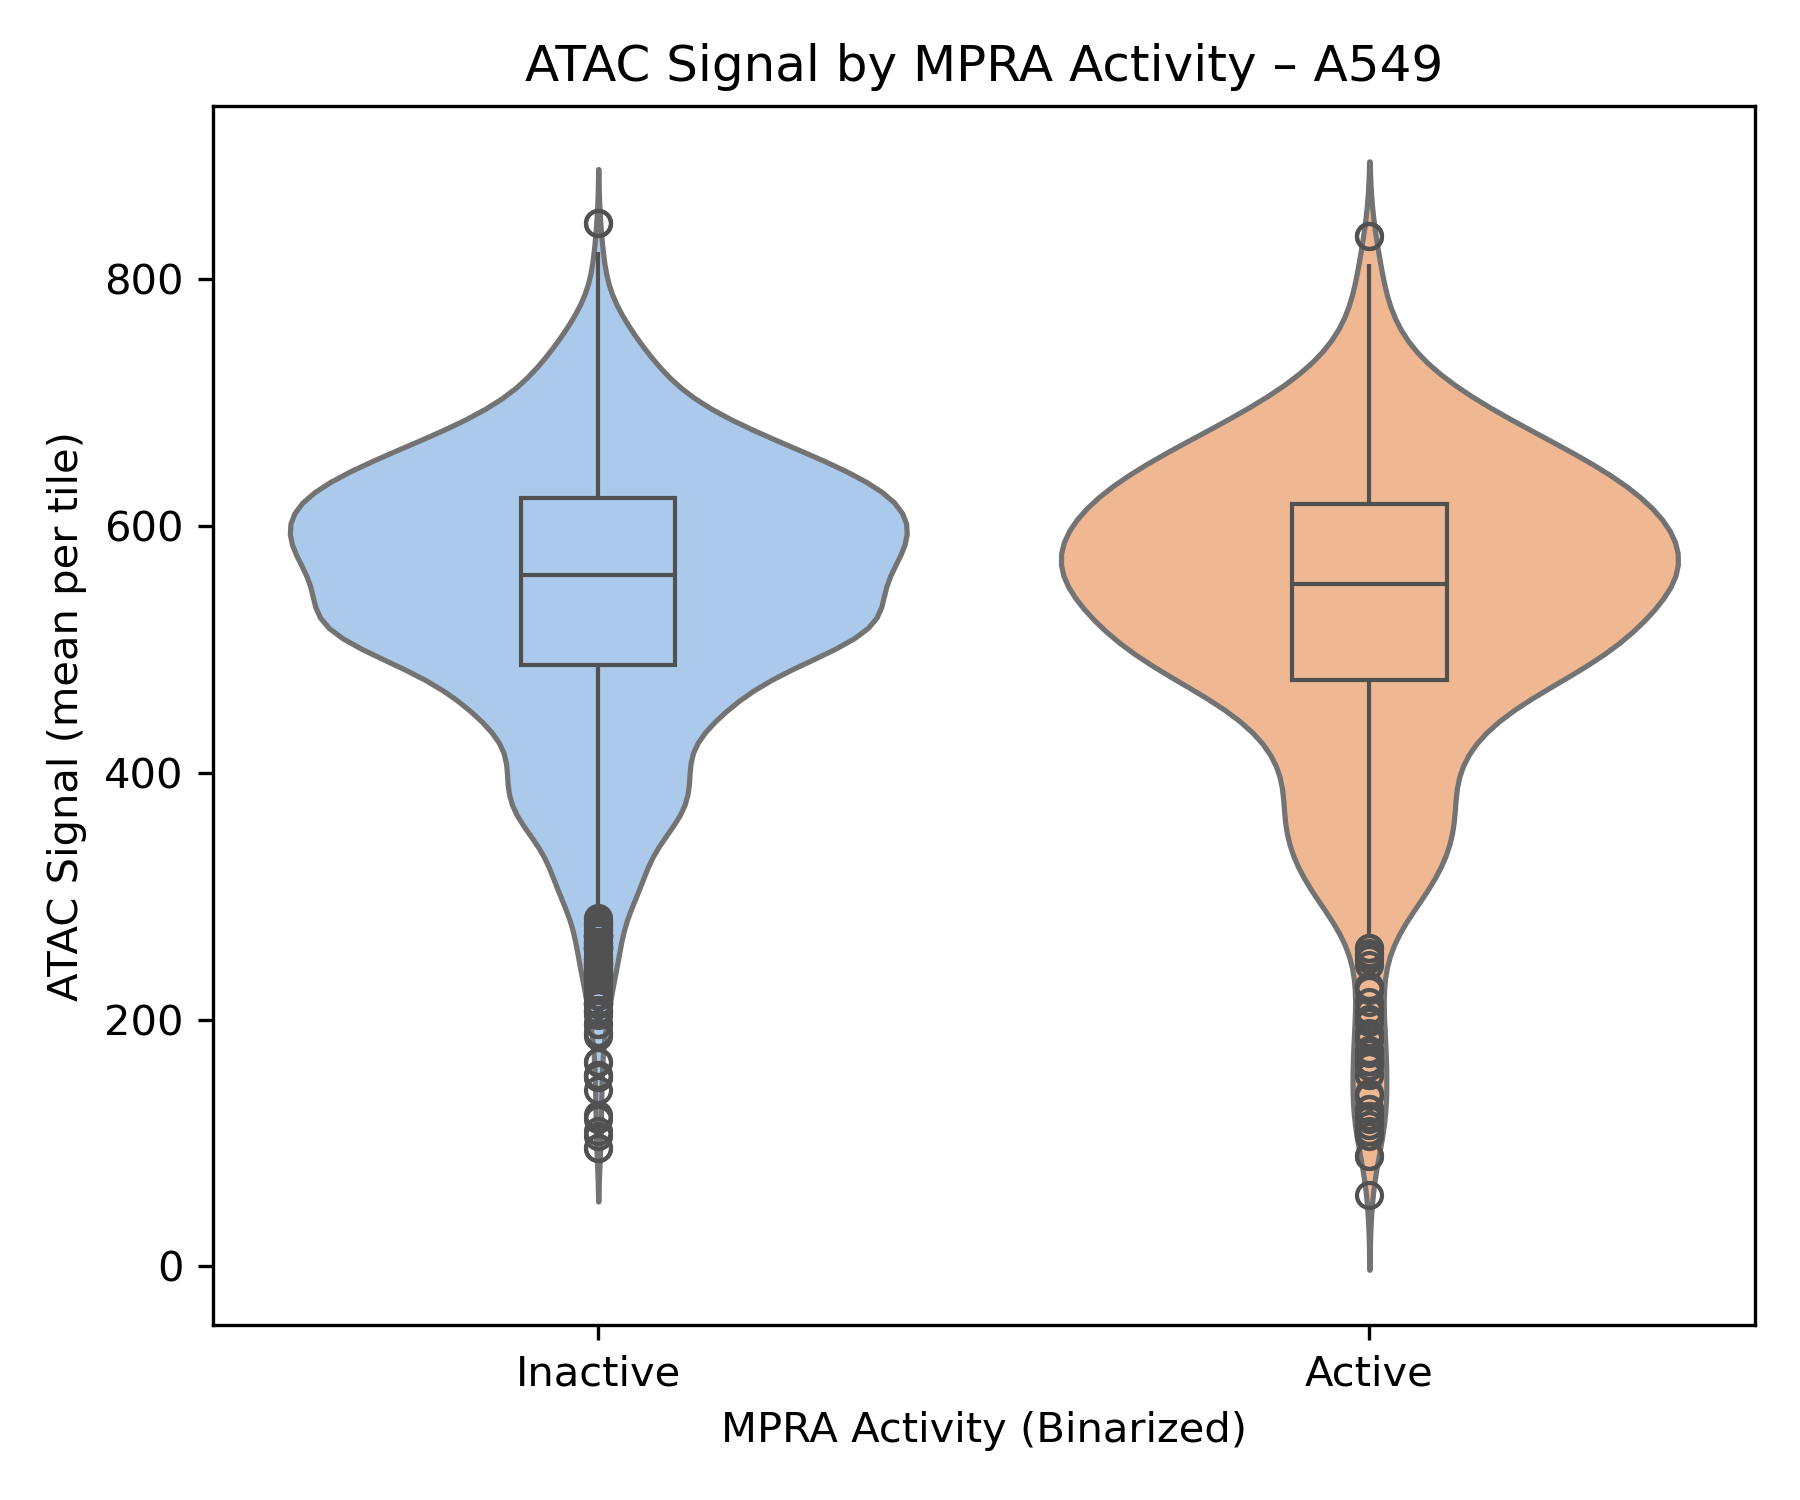 ATAC Signal by MPRA Activity – A549
ATAC Signal (mean per tile)
800
600
400
200
0
Inactive
Active
MPRA Activity (Binarized)